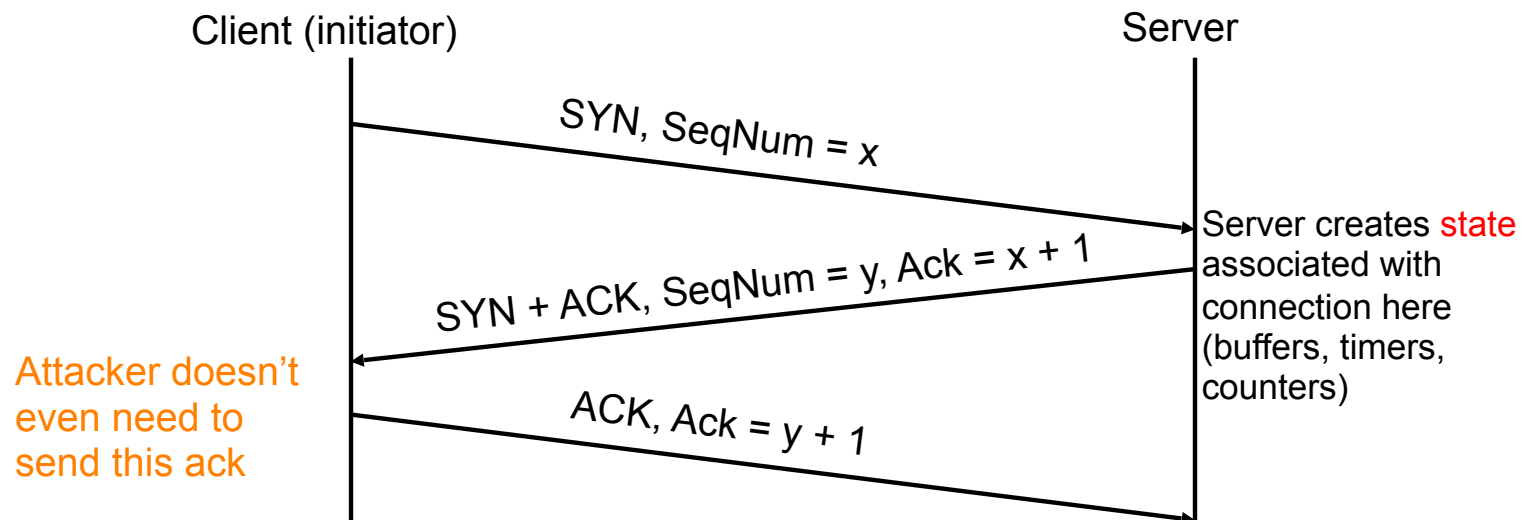 Client (initiator)
Server
SYN, SeqNum = x
Server creates state
associated with
connection here
(buffers, timers,
counters)
SYN + ACK, SeqNum = y, Ack = x + 1
Attacker doesn’t
even need to
send this ack
ACK, Ack = y + 1